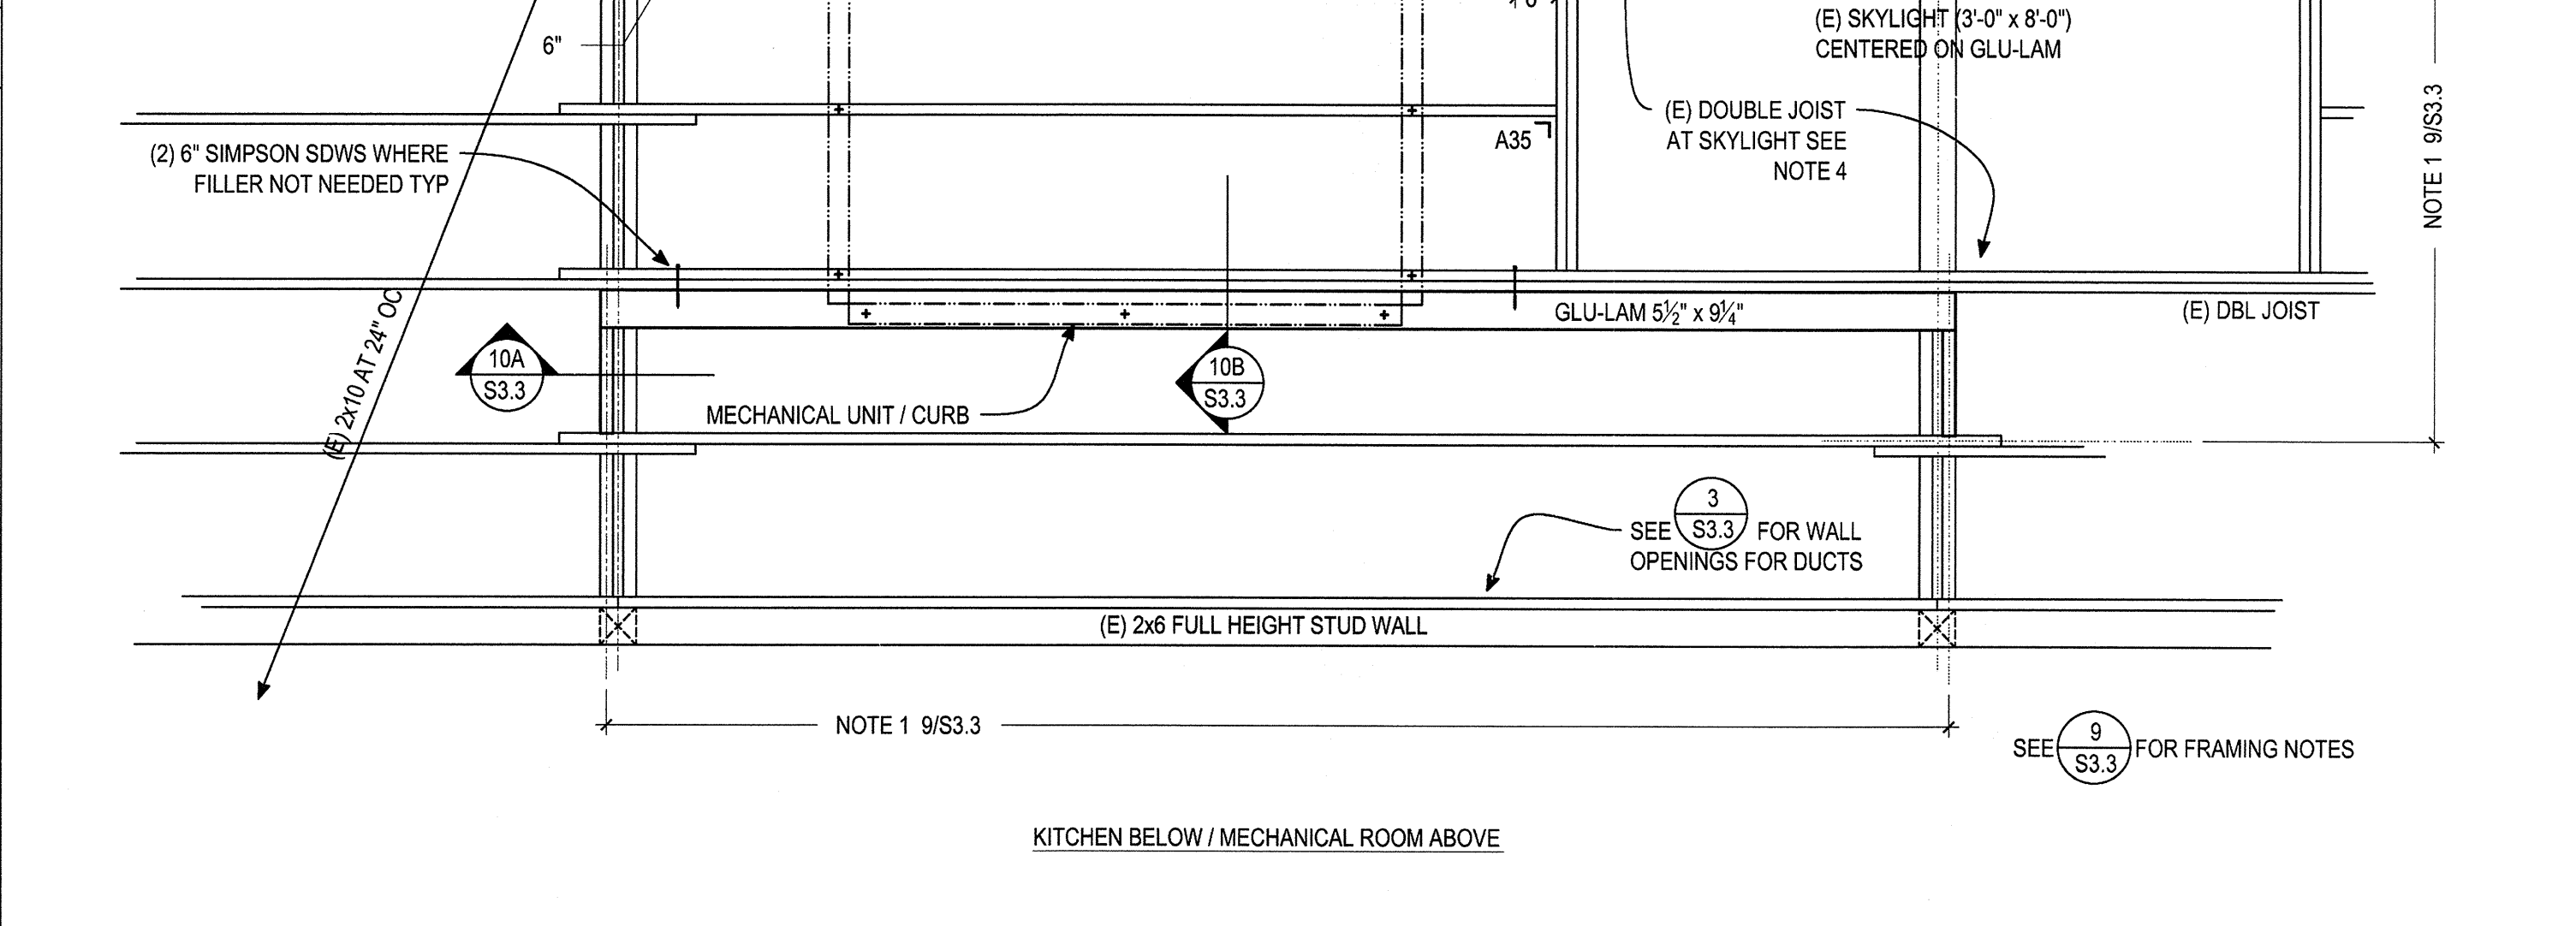 (E) SKYLIGHT (3'-0" x 8'-0")
CENTERED ON GLU-LAM
6"
(E) DOUBLE JOIST
AT SKYLIGHT SEE
NOTE 4
A35
NOTE 1 9/S3.3
(2) 6" SIMPSON SDWS WHERE
FILLER NOT NEEDED TYP
(E) 2x10 AT 24" OC
GLU-LAM 5½" x 9¼"
(E) DBL JOIST
10A
S3.3
10B
S3.3
MECHANICAL UNIT / CURB
3
SEE S3.3 FOR WALL
OPENINGS FOR DUCTS
(E) 2x6 FULL HEIGHT STUD WALL
NOTE 1 9/S3.3
9
SEE S3.3 FOR FRAMING NOTES
KITCHEN BELOW / MECHANICAL ROOM ABOVE